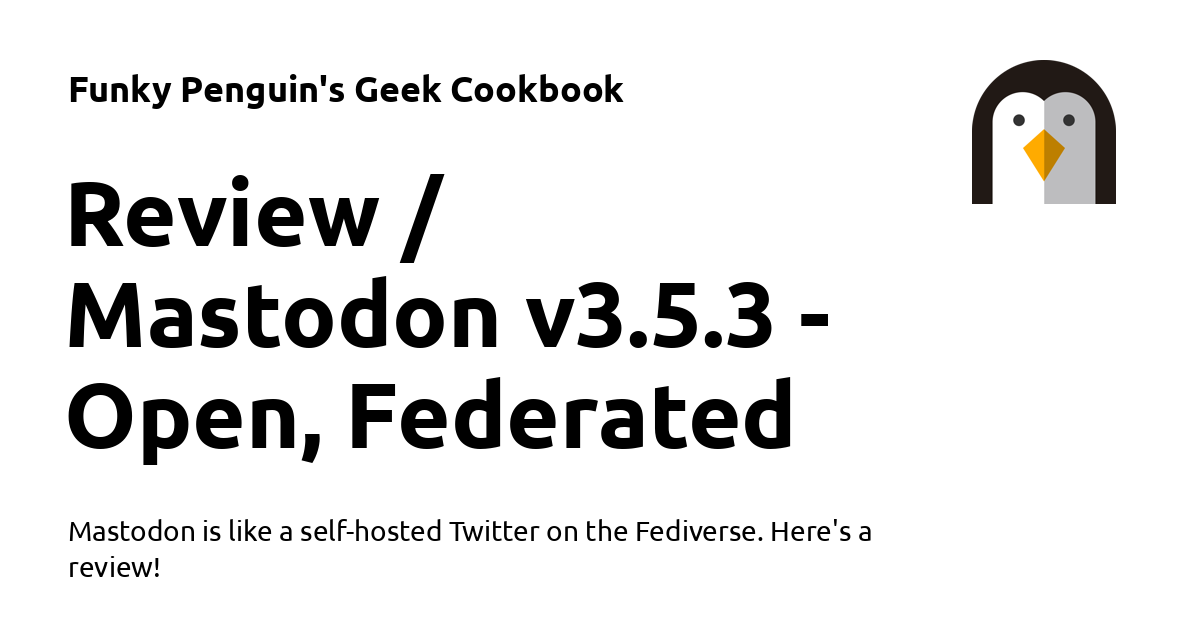 Funky Penguin's Geek Cookbook
Review /
Mastodon v3.5.3 -
Open, Federated
Mastodon is like a self-hosted Twitter on the Fediverse. Here's a
review!